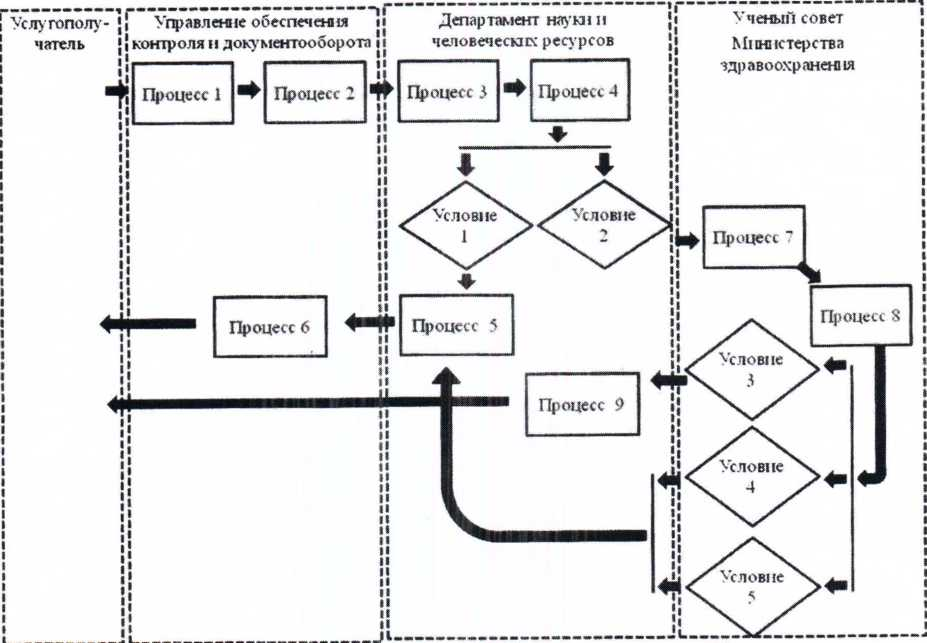 Услугополу-
чатель
Управление обеспечения
контроля и документооборота
Департамент науки и
человеческих ресурсов
Ученый совет
Министерства
здравоохранения
Процесс 1
Процесс 2
Процесс 3
Процесс 4
Условие
1
Условие
2
Процесс 7
Процесс 6
Процесс 5
Процесс 8
Условие
3
Процесс 9
Условие
4
Условие
5